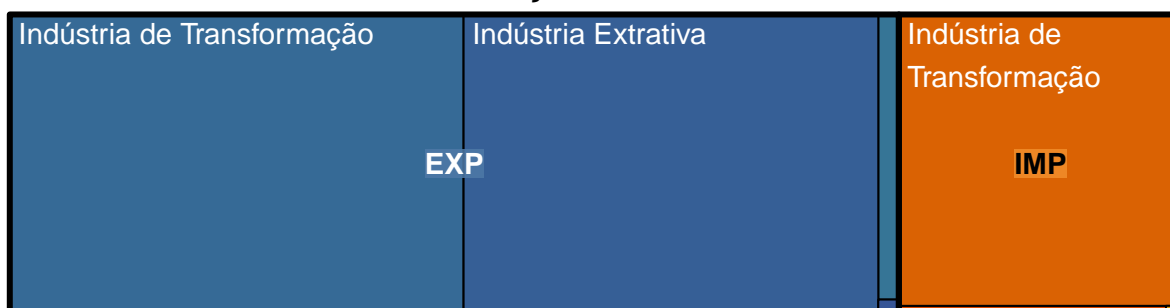 Indústria de Transformação
Indústria Extrativa
Indústria de
Transformação
EXP
IMP